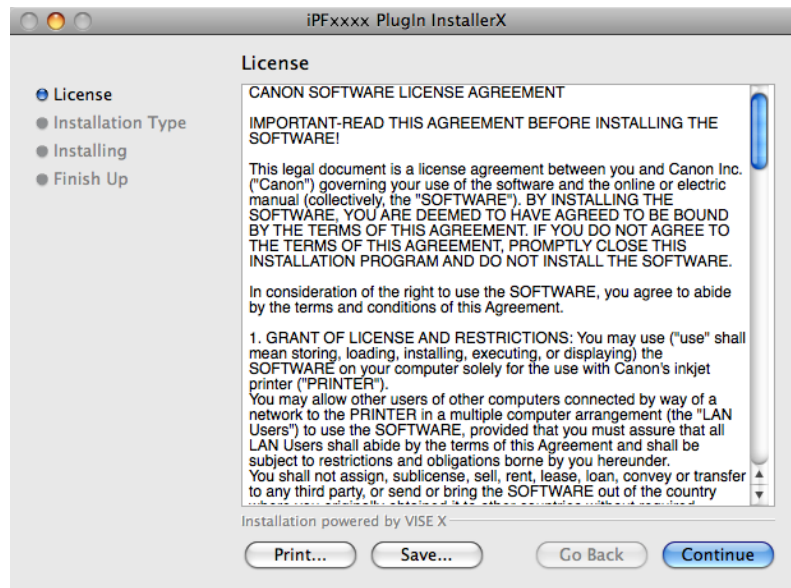 iPFxxxx PlugIn InstallerX
License
License
Installation Type
Installing
Finish Up
CANON SOFTWARE LICENSE AGREEMENT
IMPORTANT-READ THIS AGREEMENT BEFORE INSTALLING THE
SOFTWARE!
This legal document is a license agreement between you and Canon Inc.
("Canon") governing your use of the software and the online or electric
manual (collectively, the "SOFTWARE"). BY INSTALLING THE
SOFTWARE, YOU ARE DEEMED TO HAVE AGREED TO BE BOUND
BY THE TERMS OF THIS AGREEMENT. IF YOU DO NOT AGREE TO
THE TERMS OF THIS AGREEMENT, PROMPTLY CLOSE THIS
INSTALLATION PROGRAM AND DO NOT INSTALL THE SOFTWARE.
In consideration of the right to use the SOFTWARE, you agree to abide
by the terms and conditions of this Agreement.
1. GRANT OF LICENSE AND RESTRICTIONS: You may use ("use" shall
mean storing, loading, installing, executing, or displaying) the
SOFTWARE on your computer solely for the use with Canon's inkjet
printer ("PRINTER").
You may allow other users of other computers connected by way of a
network to the PRINTER in a multiple computer arrangement (the "LAN
Users") to use the SOFTWARE, provided that you must assure that all
LAN Users shall abide by the terms of this Agreement and shall be
subject to restrictions and obligations borne by you hereunder.
You shall not assign, sublicense, sell, rent, lease, loan, convey or transfer
to any third party, or send or bring the SOFTWARE out of the country
where you originally obtained it to other countries without required
Installation powered by VISE X
Print...
Save...
Go Back
Continue